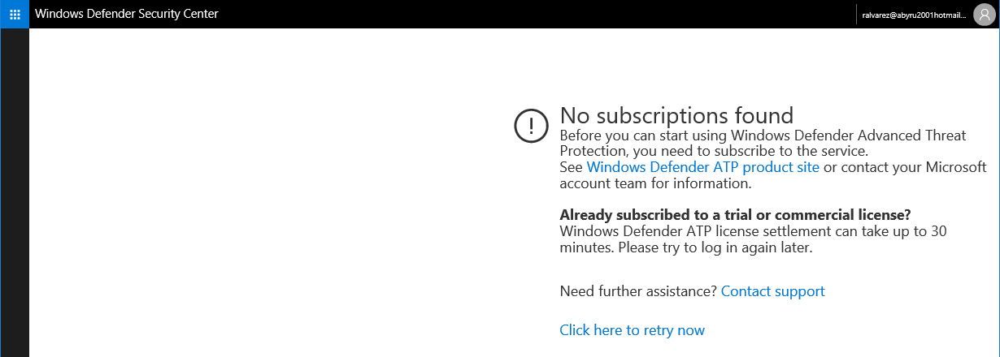 Windows Defender Security Center
ralvarez@abyru2001hotmail...
No subscriptions found
Before you can start using Windows Defender Advanced Threat
Protection, you need to subscribe to the service.
See Windows Defender ATP product site or contact your Microsoft
account team for information.
Already subscribed to a trial or commercial license?
Windows Defender ATP license settlement can take up to 30
minutes. Please try to log in again later.
Need further assistance? Contact support
Click here to retry now